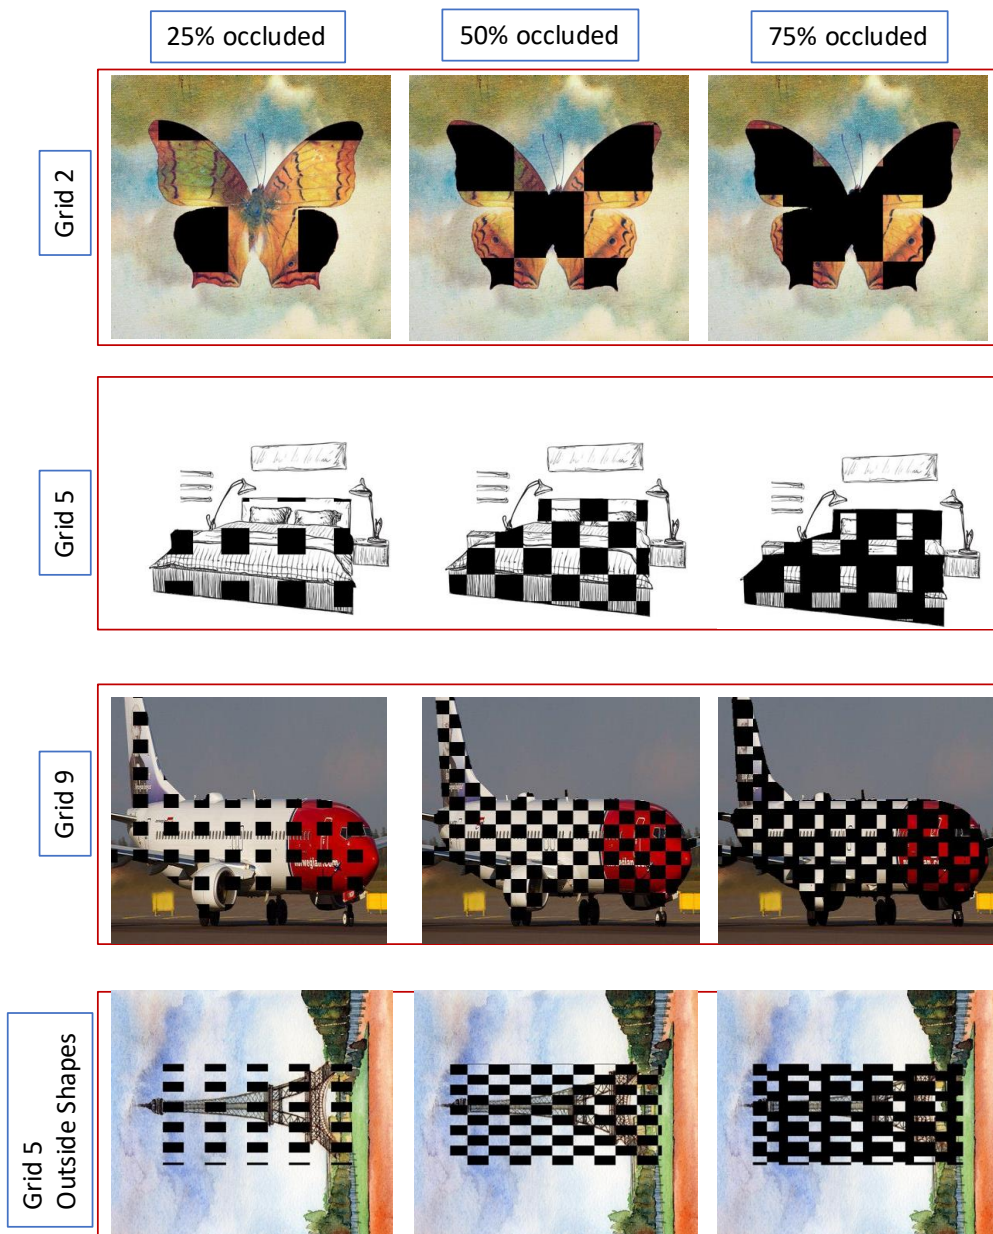 25% occluded
50% occluded
75% occluded
Grid 2
Grid 5
Grid 9
Grid 5
Outside Shapes